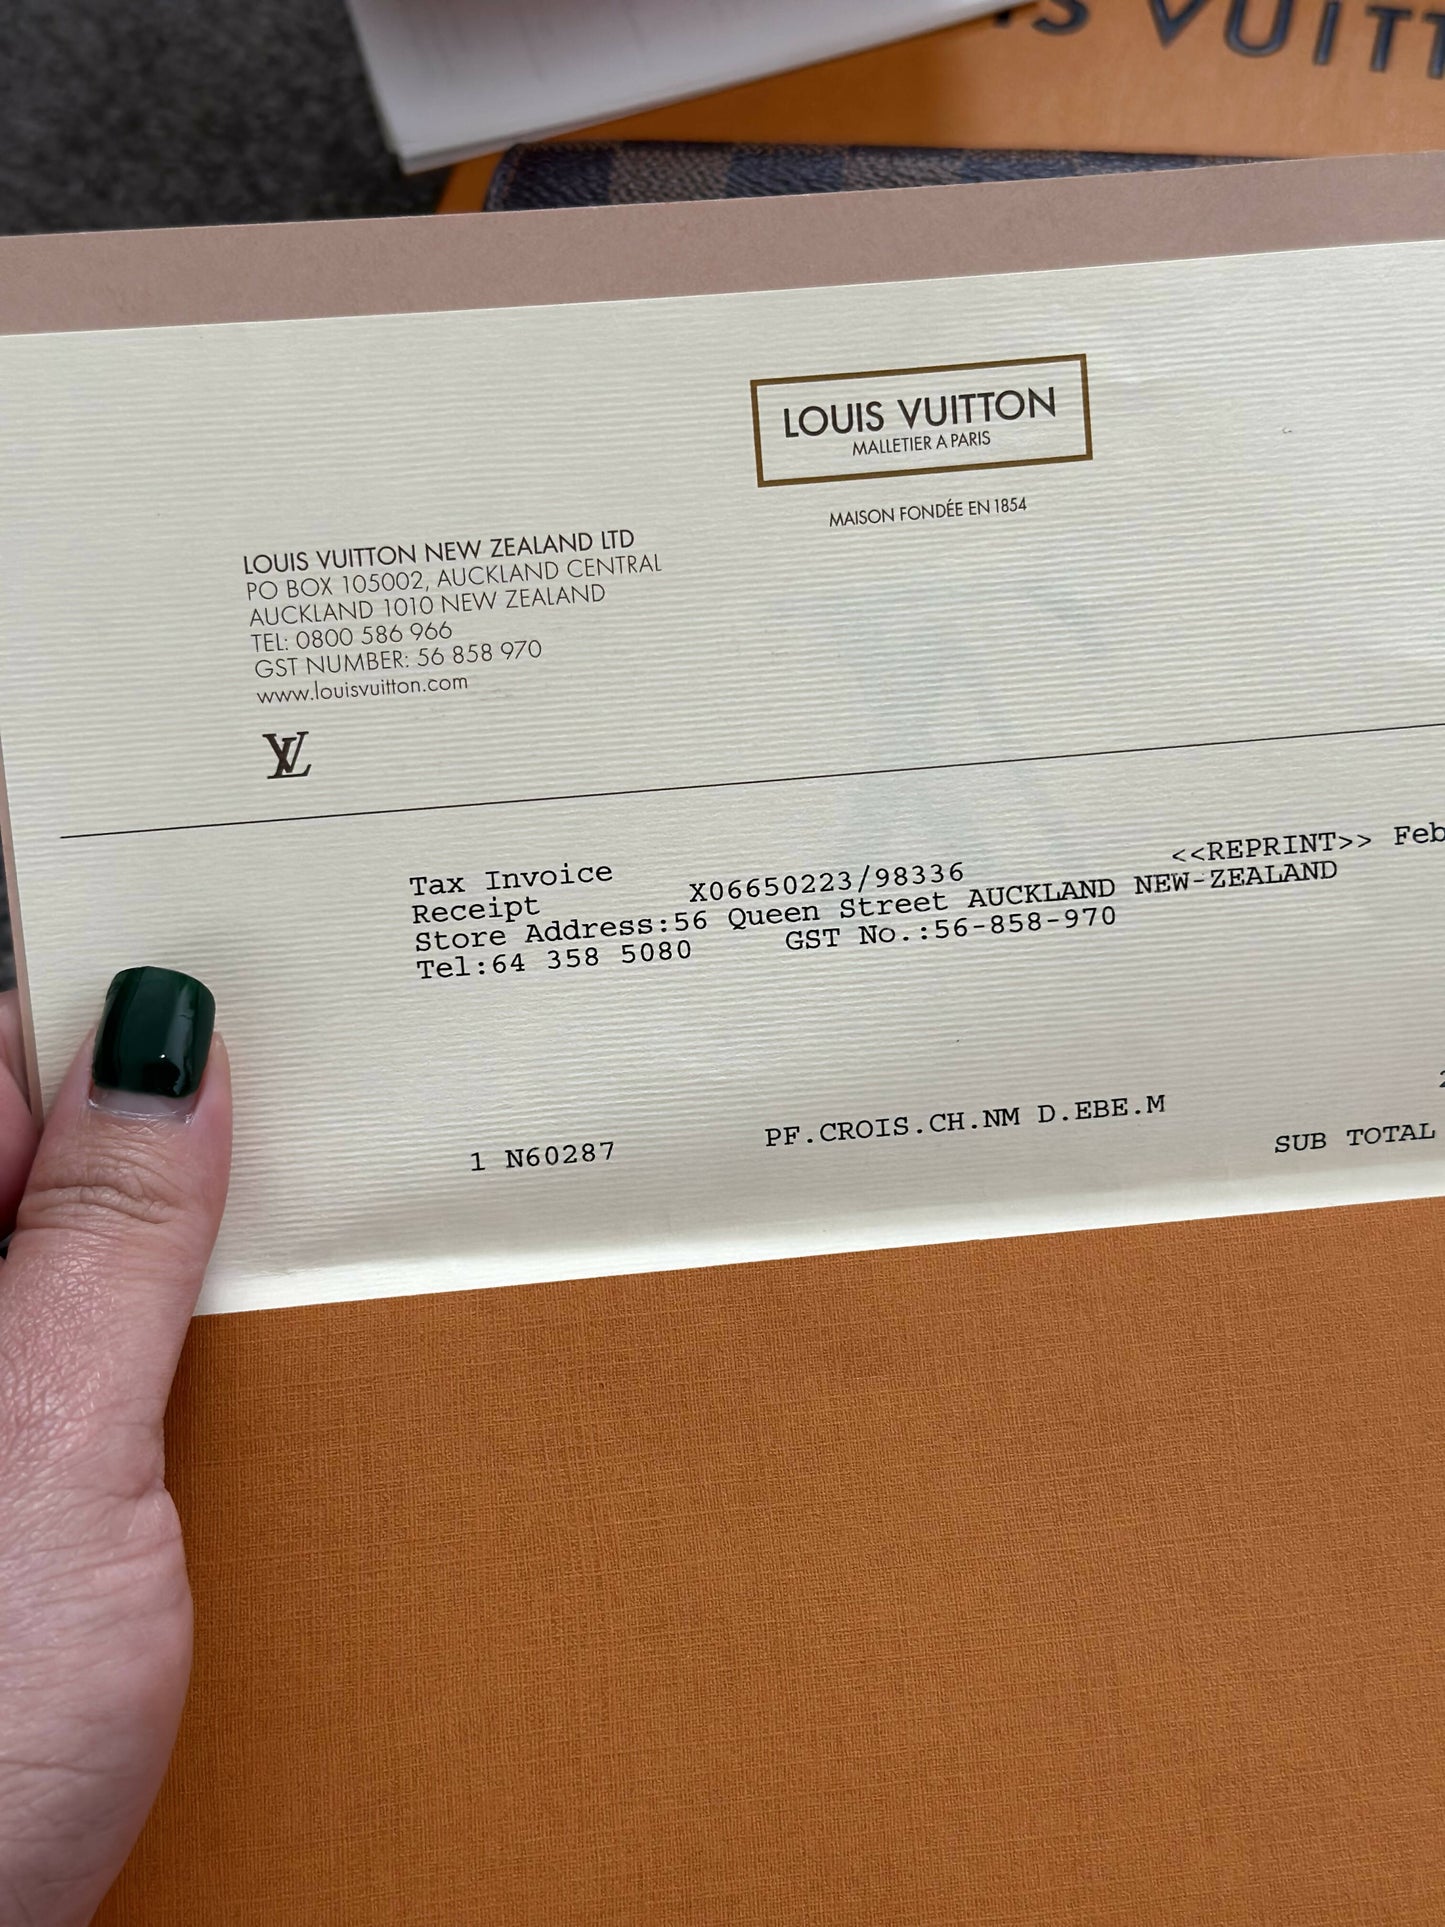 VUITT
LOUIS VUITTON
MALLETIER A PARIS
MAISON FONDÉE EN 1854
LOUIS VUITTON NEW ZEALAND LTD
PO BOX 105002, AUCKLAND CENTRAL
AUCKLAND 1010 NEW ZEALAND
TEL: 0800 586 966
GST NUMBER: 56 858 970
www.louisvuitton.com
LV
Tax Invoice <<REPRINT>> Feb
Receipt X06650223/98336
Store Address:56 Queen Street AUCKLAND NEW-ZEALAND
Tel:64 358 5080 GST No.:56-858-970
1 N60287 PF.CROIS.CH.NM D.EBE.M
SUB TOTAL